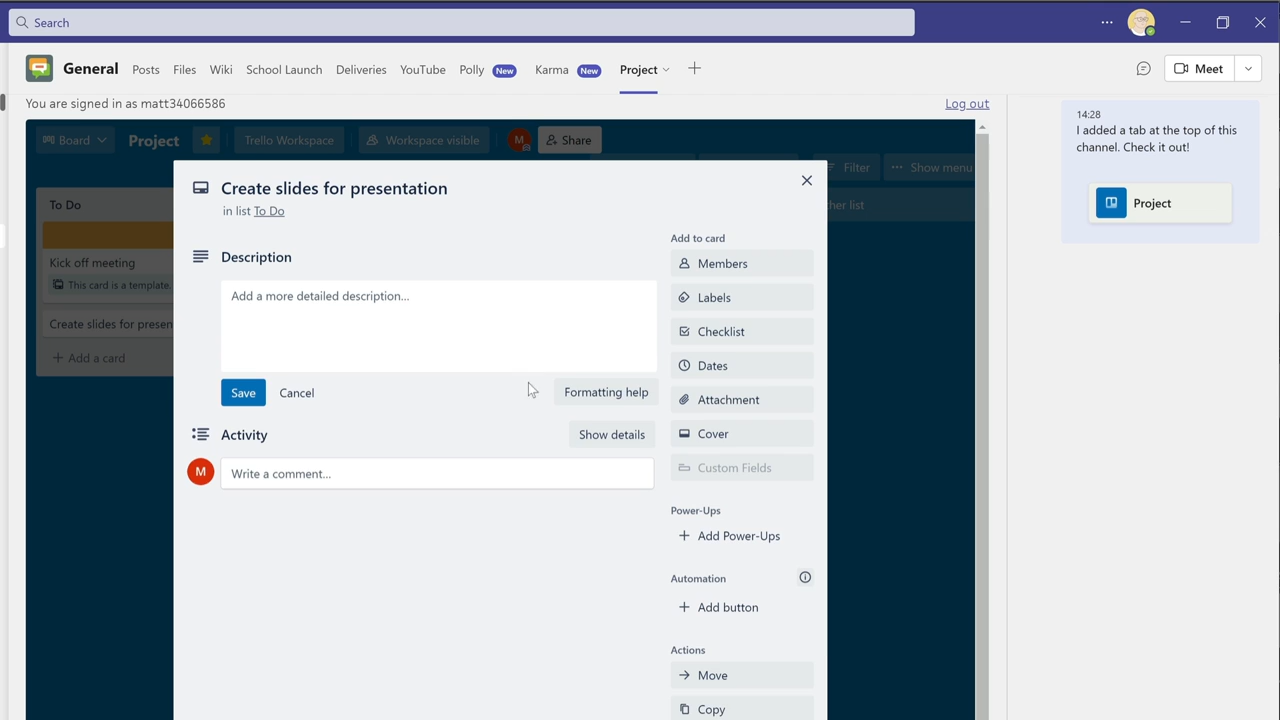 Search
General Posts Files Wiki School Launch Deliveries YouTube Polly New Karma New Project
Meet
You are signed in as matt34066586
Log out
Board Project Trello Workspace Workspace visible M Share
Filter ... Show menu
To Do
her list
Kick off meeting
This card is a template.
Create slides for presen
+ Add a card
Create slides for presentation
in list To Do
Description
Add a more detailed description...
Save Cancel Formatting help
Activity
Show details
M
Write a comment...
Add to card
Members
Labels
Checklist
Dates
Attachment
Cover
Custom Fields
Power-Ups
+ Add Power-Ups
Automation
+ Add button
Actions
Move
Copy
14:28
I added a tab at the top of this
channel. Check it out!
Project